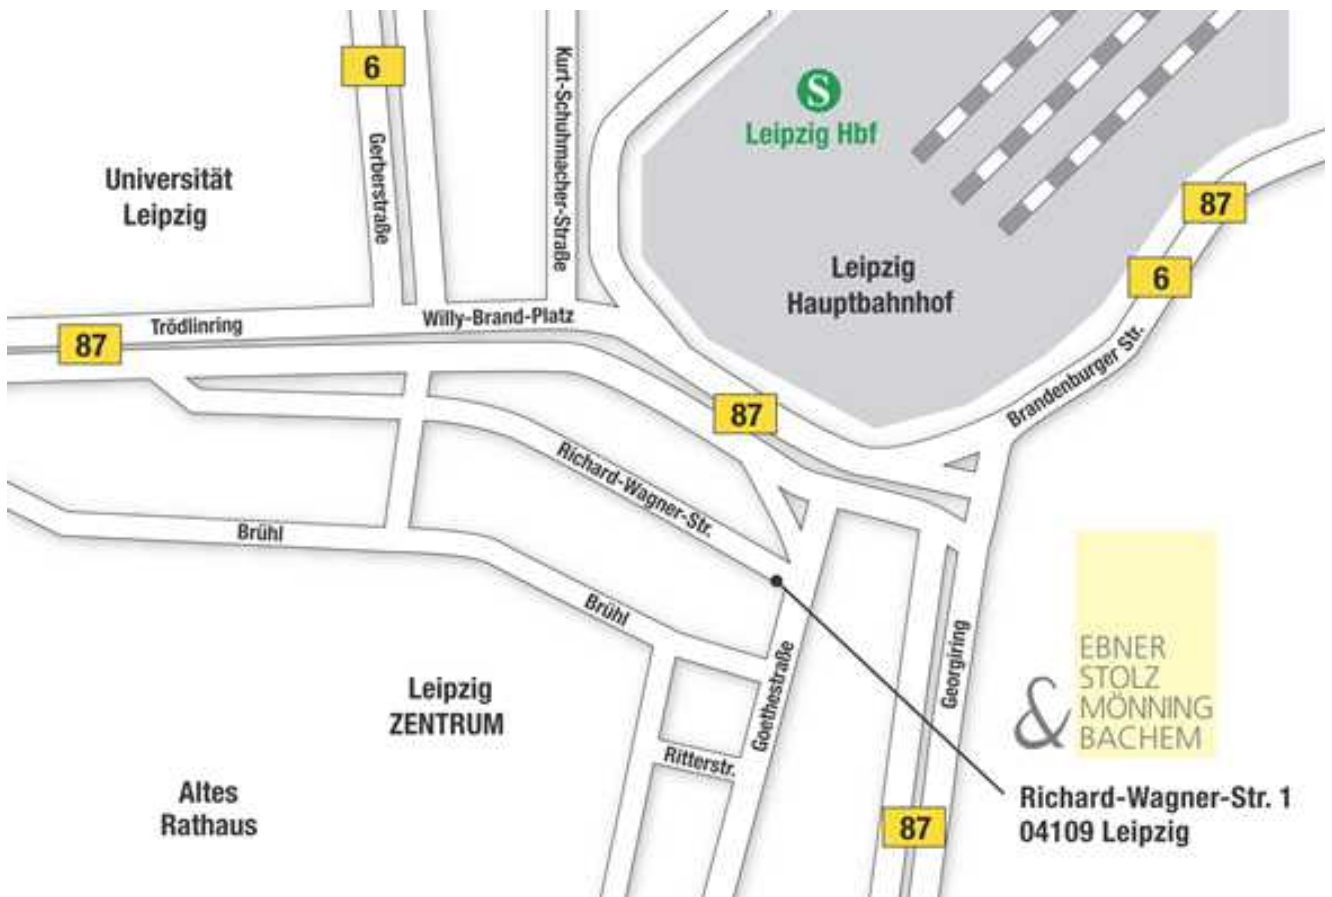 6
Kurt-Schuhmacher-Straße
S
Leipzig Hbf
Gerberstraße
Universität
Leipzig
87
6
Leipzig
Hauptbahnhof
Trödlinring
Willy-Brand-Platz
87
87
Brandenburger Str.
Richard-Wagner-Str.
Brühl
Brühl
Goethestraße
Georgiring
Ritterstr.
Leipzig
ZENTRUM
Altes
Rathaus
87
EBNER
STOLZ
& MÖNNING
BACHEM
Richard-Wagner-Str. 1
04109 Leipzig